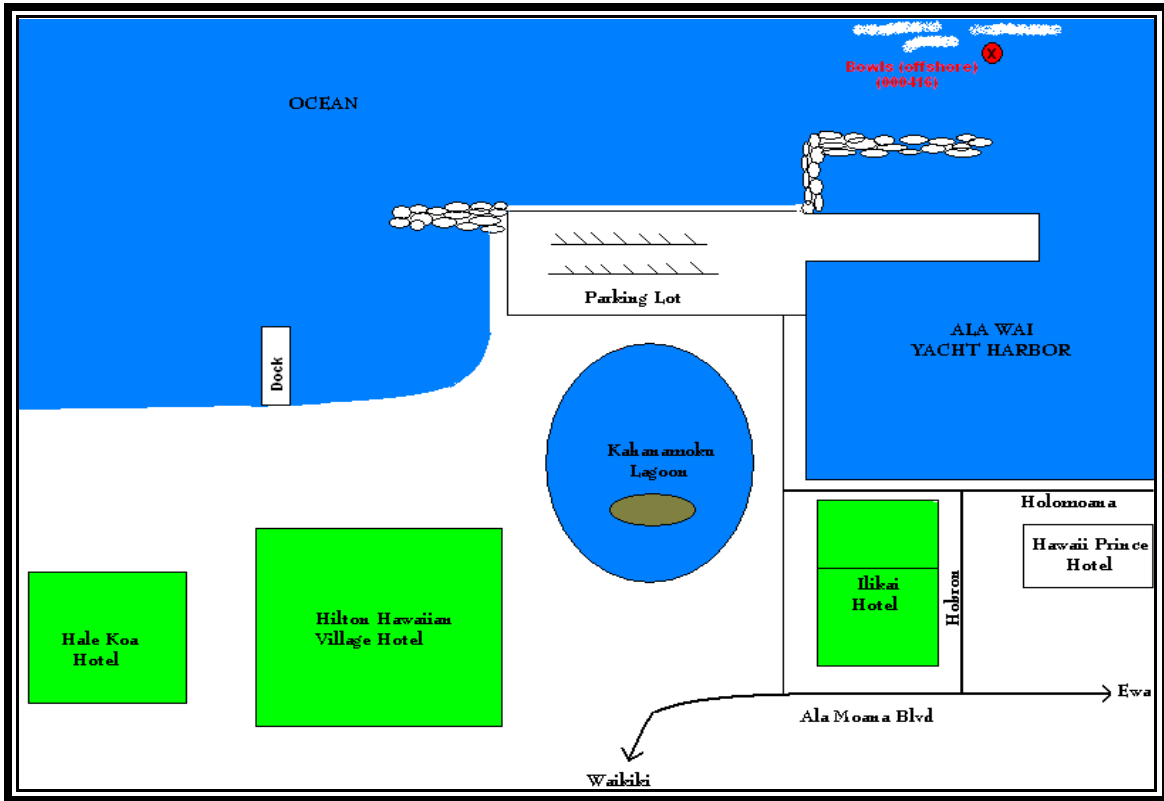 Bowls (offshore)
(000416)
OCEAN
Parking Lot
ALA WAI
YACHT HARBOR
Dock
Kahanamoku
Lagoon
Holomoana
Hawaii Prince
Hotel
Ilikai
Hotel
Hobron
Hilton Hawaiian
Village Hotel
Hale Koa
Hotel
Ewa
Ala Moana Blvd
Waikiki
X